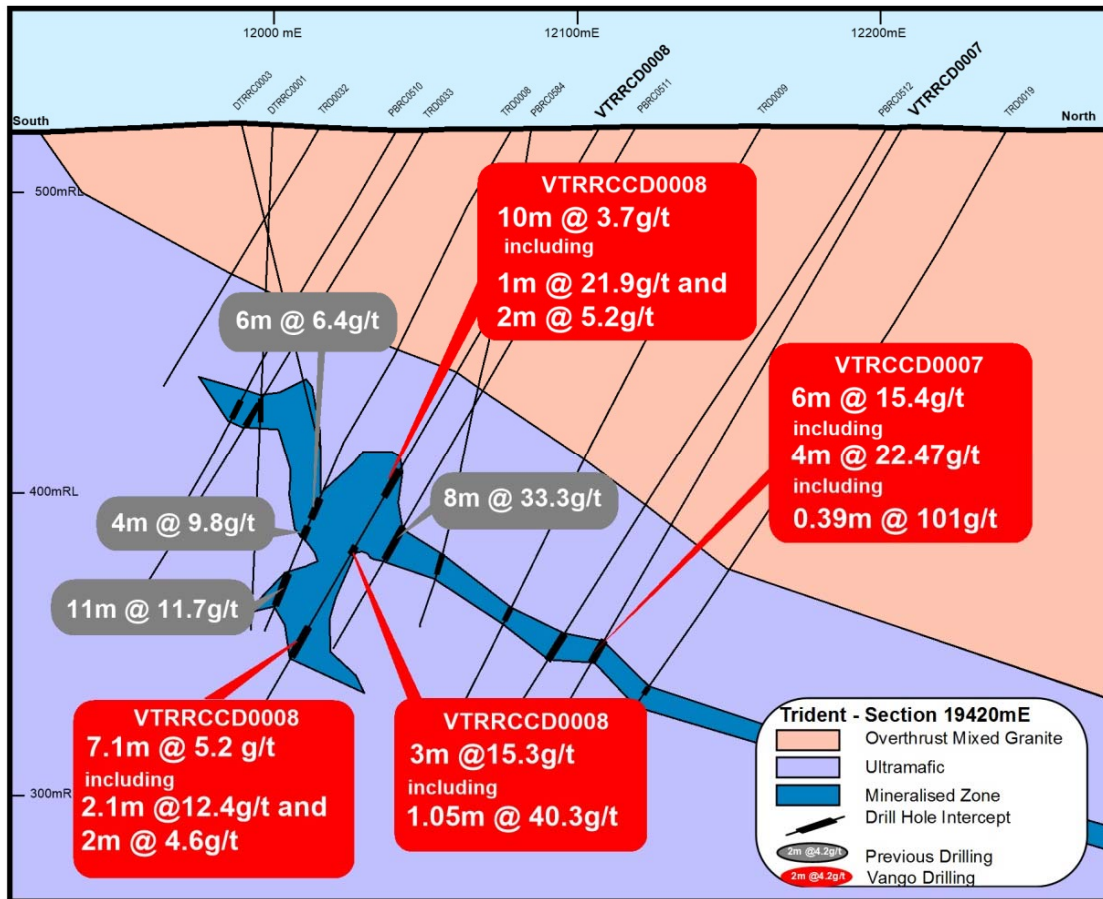 12000 mE
12100mE
12200mE
DTRRC0003
DTRRC0001
TRD0032
PBRC0510
TRD0033
TRD0008
PBRC0584
VTRRCD0008
PBRC0511
TRD0009
PBRC0512
VTRRCD0007
TRD0019
South
North
500mRL
400mRL
300mRL
VTRRCCD0008
10m @ 3.7g/t
including
1m @ 21.9g/t and
2m @ 5.2g/t
6m @ 6.4g/t
VTRCCD0007
6m @ 15.4g/t
including
4m @ 22.47g/t
including
0.39m @ 101g/t
8m @ 33.3g/t
4m @ 9.8g/t
11m @ 11.7g/t
VTRRCCD0008
7.1m @ 5.2 g/t
including
2.1m @12.4g/t and
2m @ 4.6g/t
VTRRCCD0008
3m @15.3g/t
including
1.05m @ 40.3g/t
Trident - Section 19420mE
Overthrust Mixed Granite
Ultramafic
Mineralised Zone
Drill Hole Intercept
2m @4.2g/t Previous Drilling
2m @4.2g/t Vango Drilling